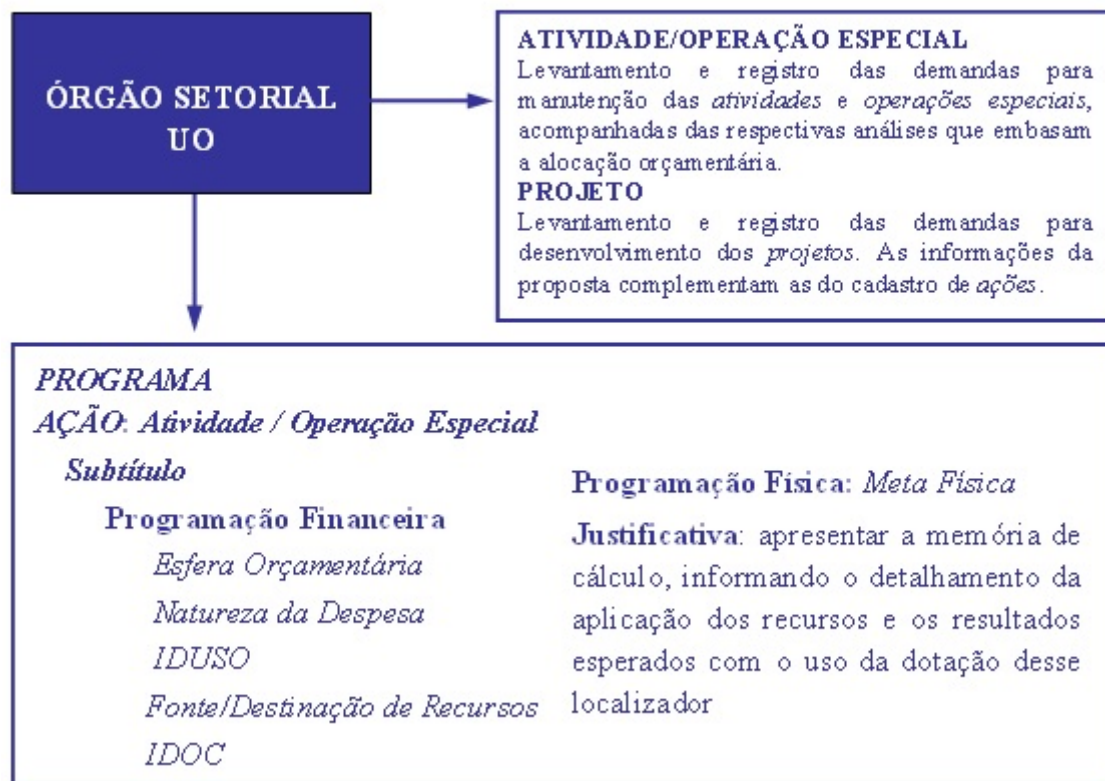 ÓRGÃO SETORIAL
UO
ATIVIDADE/OPERAÇÃO ESPECIAL
Levantamento e registro das demandas para
manutenção das atividades e operações especiais,
acompanhadas das respectivas análises que embasam
a alocação orçamentária.
PROJETO
Levantamento e registro das demandas para
desenvolvimento dos projetos. As informações da
proposta complementam as do cadastro de ações.
PROGRAMA
AÇÃO: Atividade / Operação Especial
Subtítulo
Programação Financeira
Esfera Orçamentária
Natureza da Despesa
IDUSO
Fonte/Destinação de Recursos
IDOC
Programação Física: Meta Física
Justificativa: apresentar a memória de
cálculo, informando o detalhamento da
aplicação dos recursos e os resultados
esperados com o uso da dotação desse
localizador